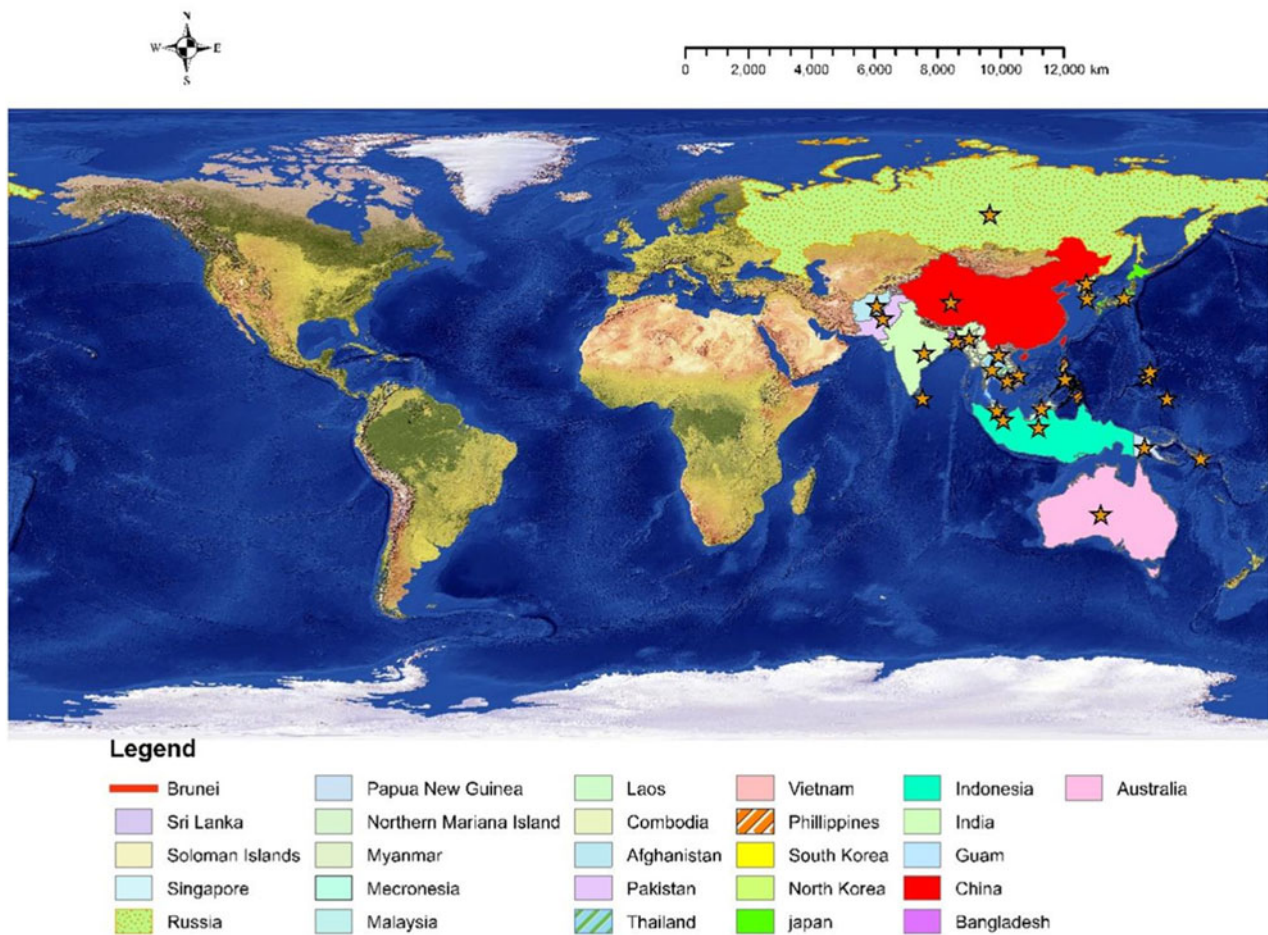 N
W E
S
0 2,000 4,000 6,000 8,000 10,000 12,000 km
Legend
Brunei Papua New Guinea Laos Vietnam Indonesia Australia
Sri Lanka Northern Mariana Island Combodia Phillippines India
Soloman Islands Myanmar Afghanistan South Korea Guam
Singapore Mecronesia Pakistan North Korea China
Russia Malaysia Thailand japan Bangladesh